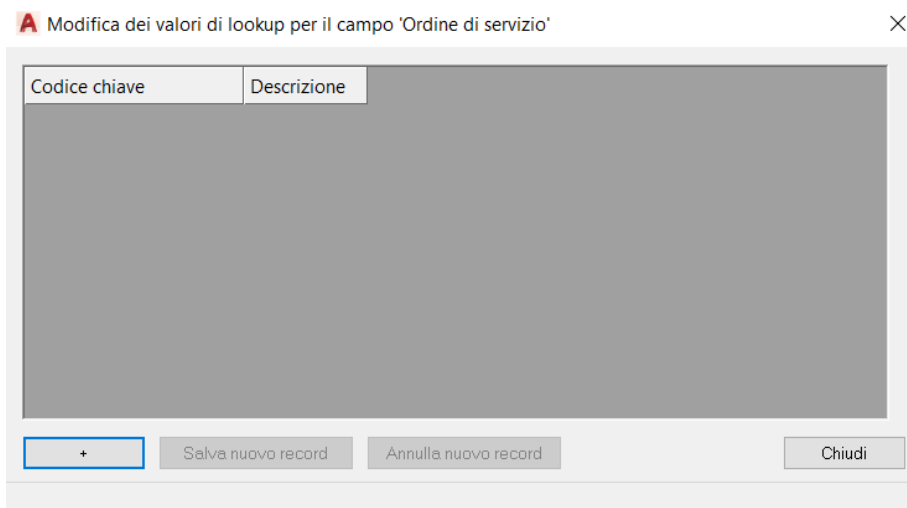 Modifica dei valori di lookup per il campo 'Ordine di servizio'
Codice chiave Descrizione
+ Salva nuovo record Annulla nuovo record Chiudi